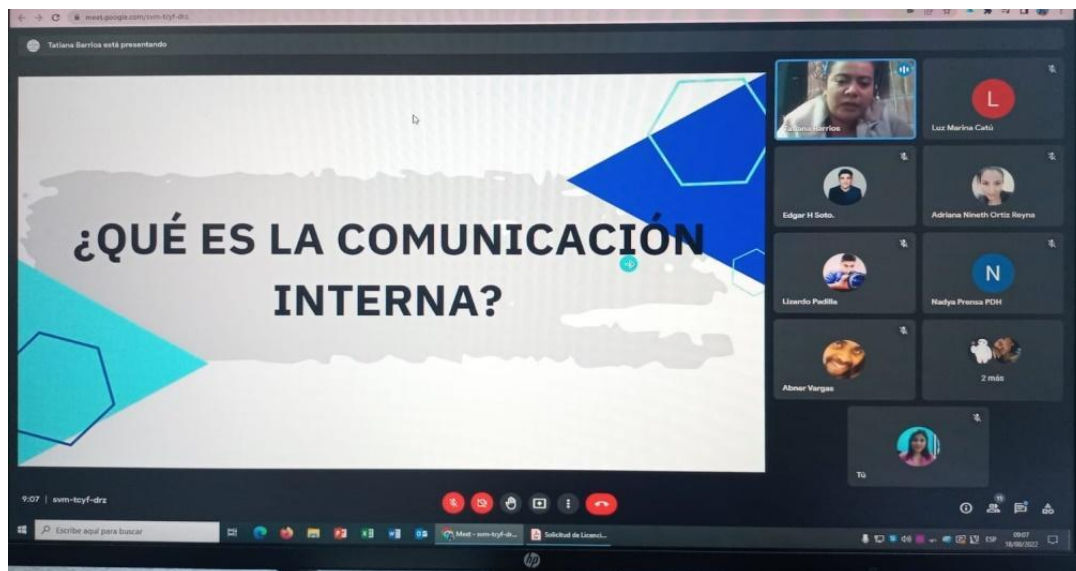 meet.google.com/svm-tcyf-drz
Tatiana Barrios está presentando
¿QUÉ ES LA COMUNICACIÓN
INTERNA?
Tatiana Barrios
L
Luz Marina Catú
Edgar H Soto.
Adriana Nineth Ortiz Reyna
Lizardo Padilla
N
Nadya Prensa PDH
Abner Vargas
2 más
Tú
9:07 | svm-tcyf-drz
Escribe aquí para buscar
Meet - svm-tcyf-dr...
Solicitud de Licenci...
ESP
09:07
18/08/2022
hp